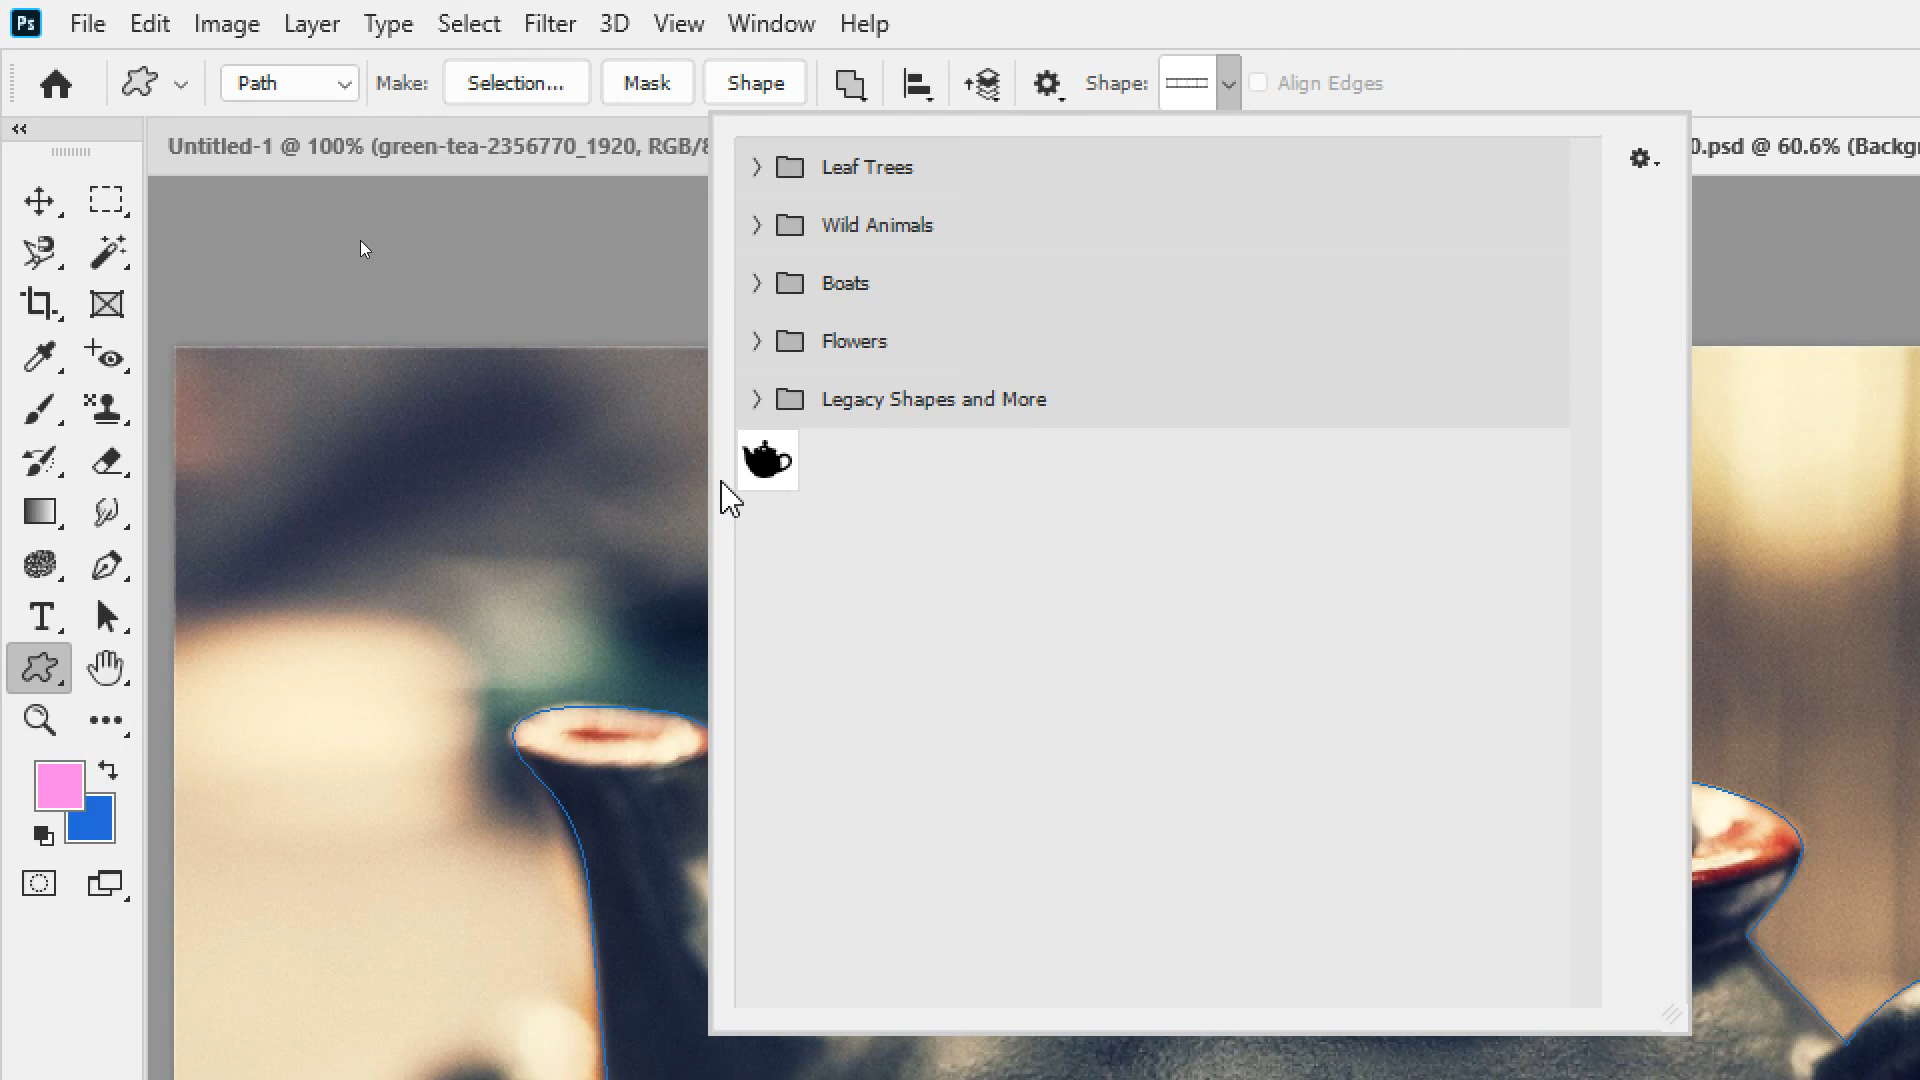 Ps File Edit Image Layer Type Select Filter 3D View Window Help
Path Make: Selection... Mask Shape Shape: Align Edges
Untitled-1 @ 100% (green-tea-2356770_1920, RGB/8 0.psd @ 60.6% (Backgr
Leaf Trees
Wild Animals
Boats
Flowers
Legacy Shapes and More
T